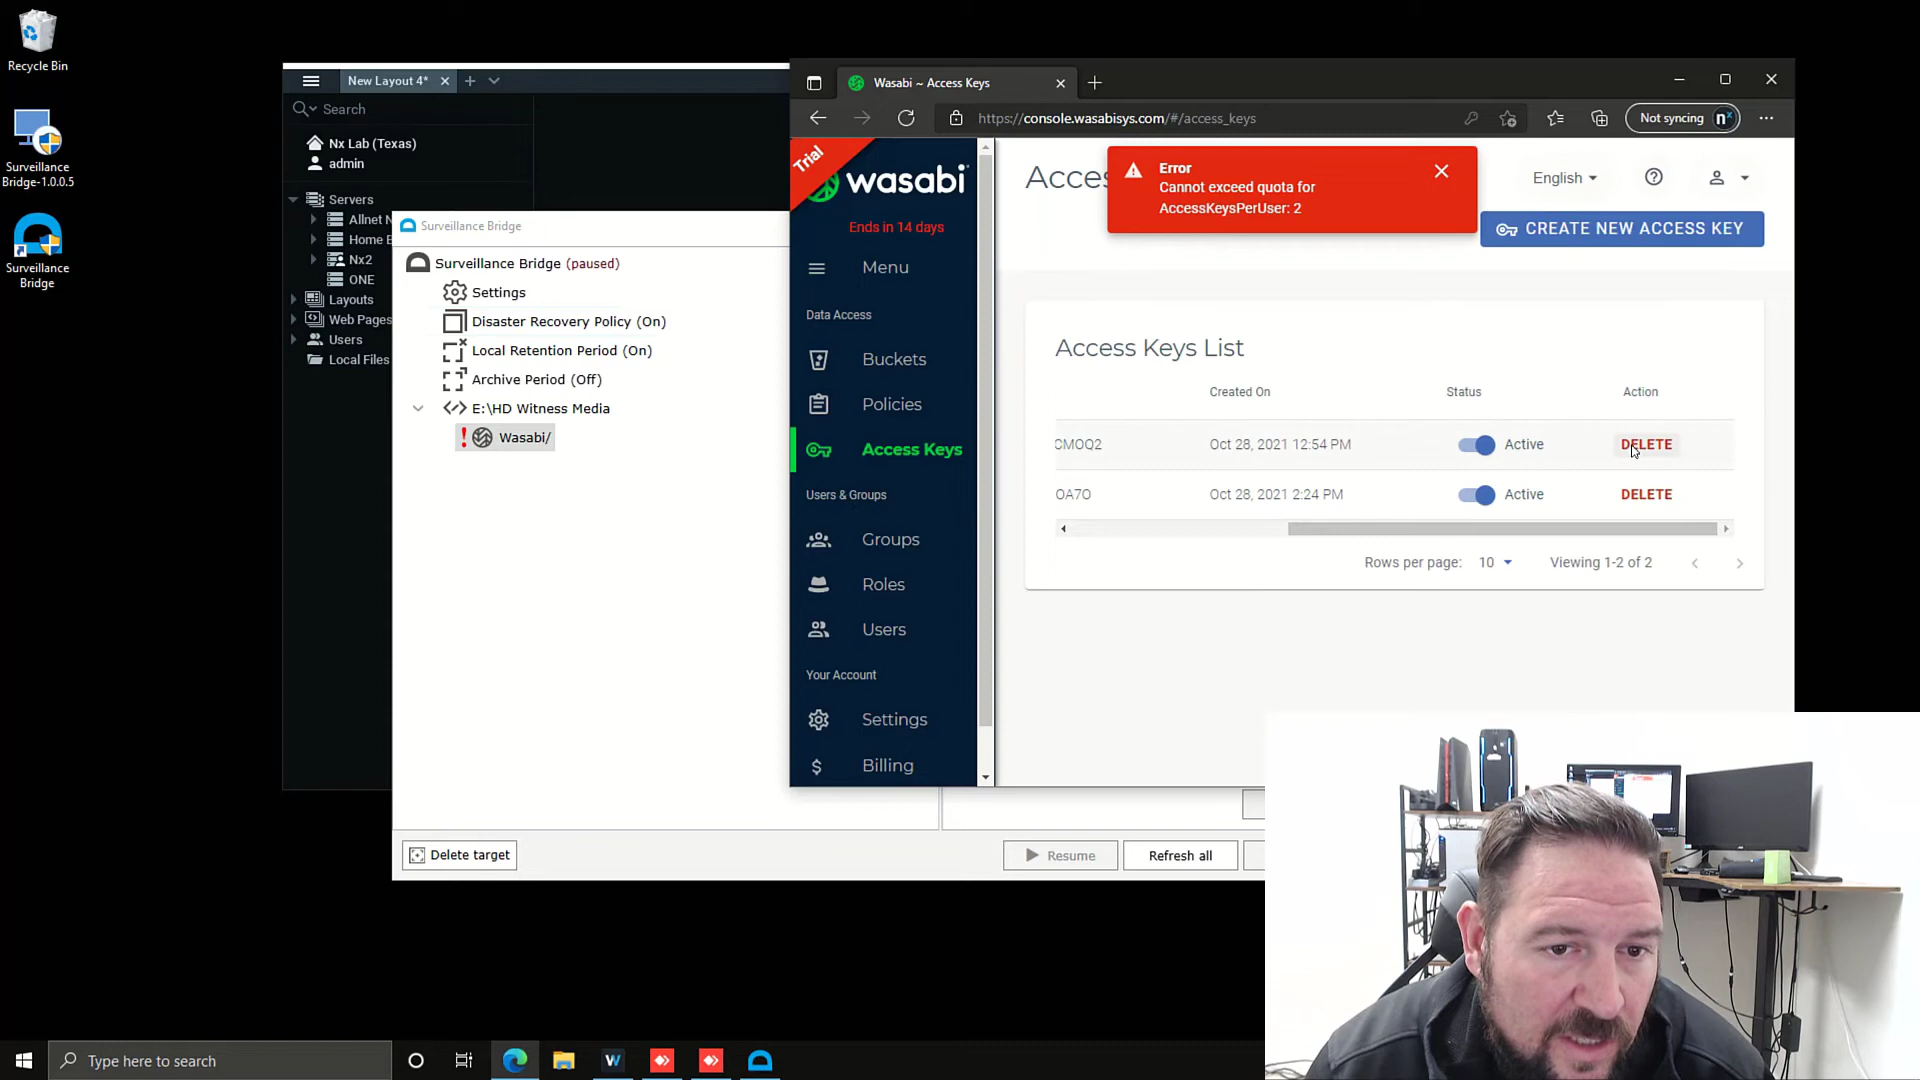 Recycle Bin
Surveillance
Bridge-1.0.0.5
Surveillance
Bridge
New Layout 4*
Search
Nx Lab (Texas)
admin
Servers
Allnet N
Home E
Nx2
ONE
Layouts
Web Pages
Users
Local Files
Surveillance Bridge
Surveillance Bridge (paused)
Settings
Disaster Recovery Policy (On)
Local Retention Period (On)
Archive Period (Off)
E:\HD Witness Media
Wasabi/
Delete target
Resume
Refresh all
Wasabi ~ Access Keys
https://console.wasabisys.com/#/access_keys
Not syncing
Trial
wasabi
Ends in 14 days
Menu
Data Access
Buckets
Policies
Access Keys
Users & Groups
Groups
Roles
Users
Your Account
Settings
Billing
Acces
Error
Cannot exceed quota for
AccessKeysPerUser: 2
English
CREATE NEW ACCESS KEY
Access Keys List
Created On Status Action
CMOQ2 Oct 28, 2021 12:54 PM Active DELETE
OA7O Oct 28, 2021 2:24 PM Active DELETE
Rows per page: 10 Viewing 1-2 of 2
Type here to search